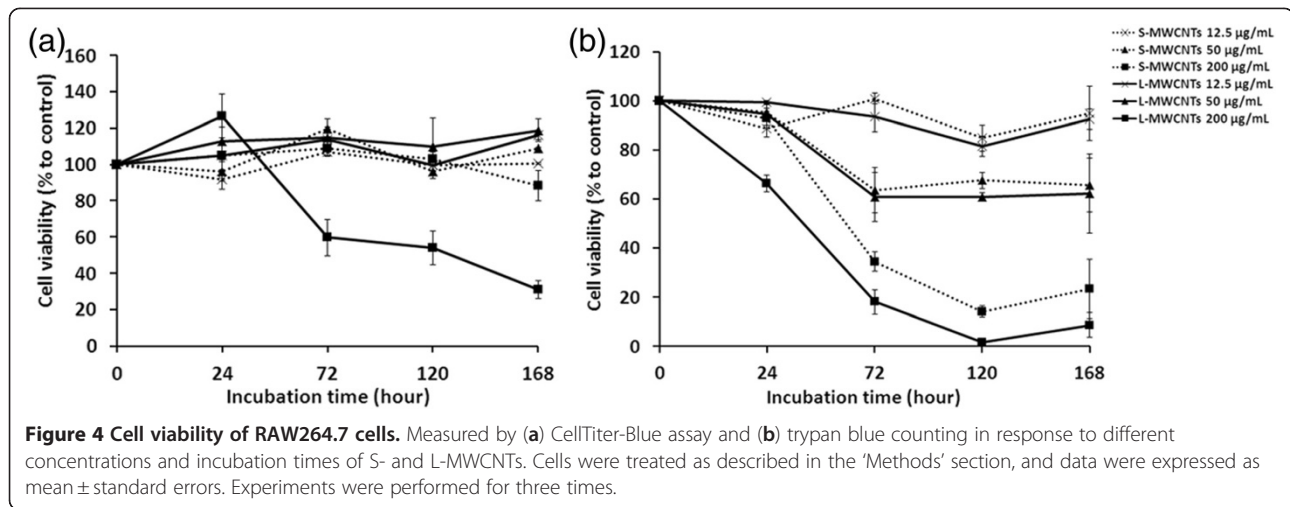 (a)
160
140
120
100
80
60
40
20
0
Cell viability (% to control)
0 24 72 120 168
Incubation time (hour)
(b)
120
100
80
60
40
20
0
Cell viability (% to control)
0 24 72 120 168
Incubation time (hour)
S-MWCNTs 12.5 µg/mL
S-MWCNTs 50 µg/mL
S-MWCNTs 200 µg/mL
L-MWCNTs 12.5 µg/mL
L-MWCNTs 50 µg/mL
L-MWCNTs 200 µg/mL
Figure 4 Cell viability of RAW264.7 cells. Measured by (a) CellTiter-Blue assay and (b) trypan blue counting in response to different
concentrations and incubation times of S- and L-MWCNTs. Cells were treated as described in the ‘Methods’ section, and data were expressed as
mean ± standard errors. Experiments were performed for three times.